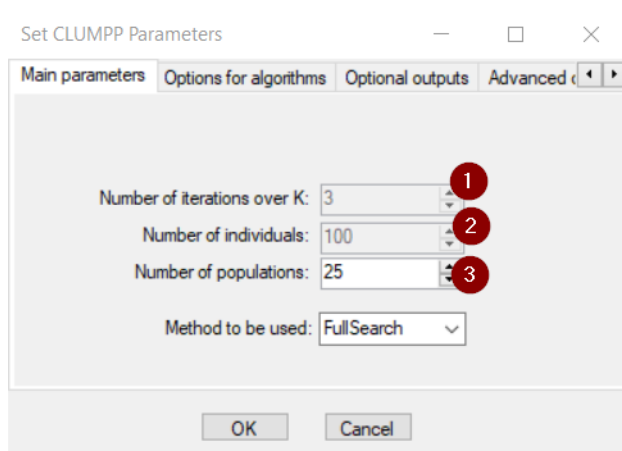 Set CLUMPP Parameters
Main parameters Options for algorithms Optional outputs Advanced
Number of iterations over K: 3 1
Number of individuals: 100 2
Number of populations: 25 3
Method to be used: FullSearch
OK Cancel